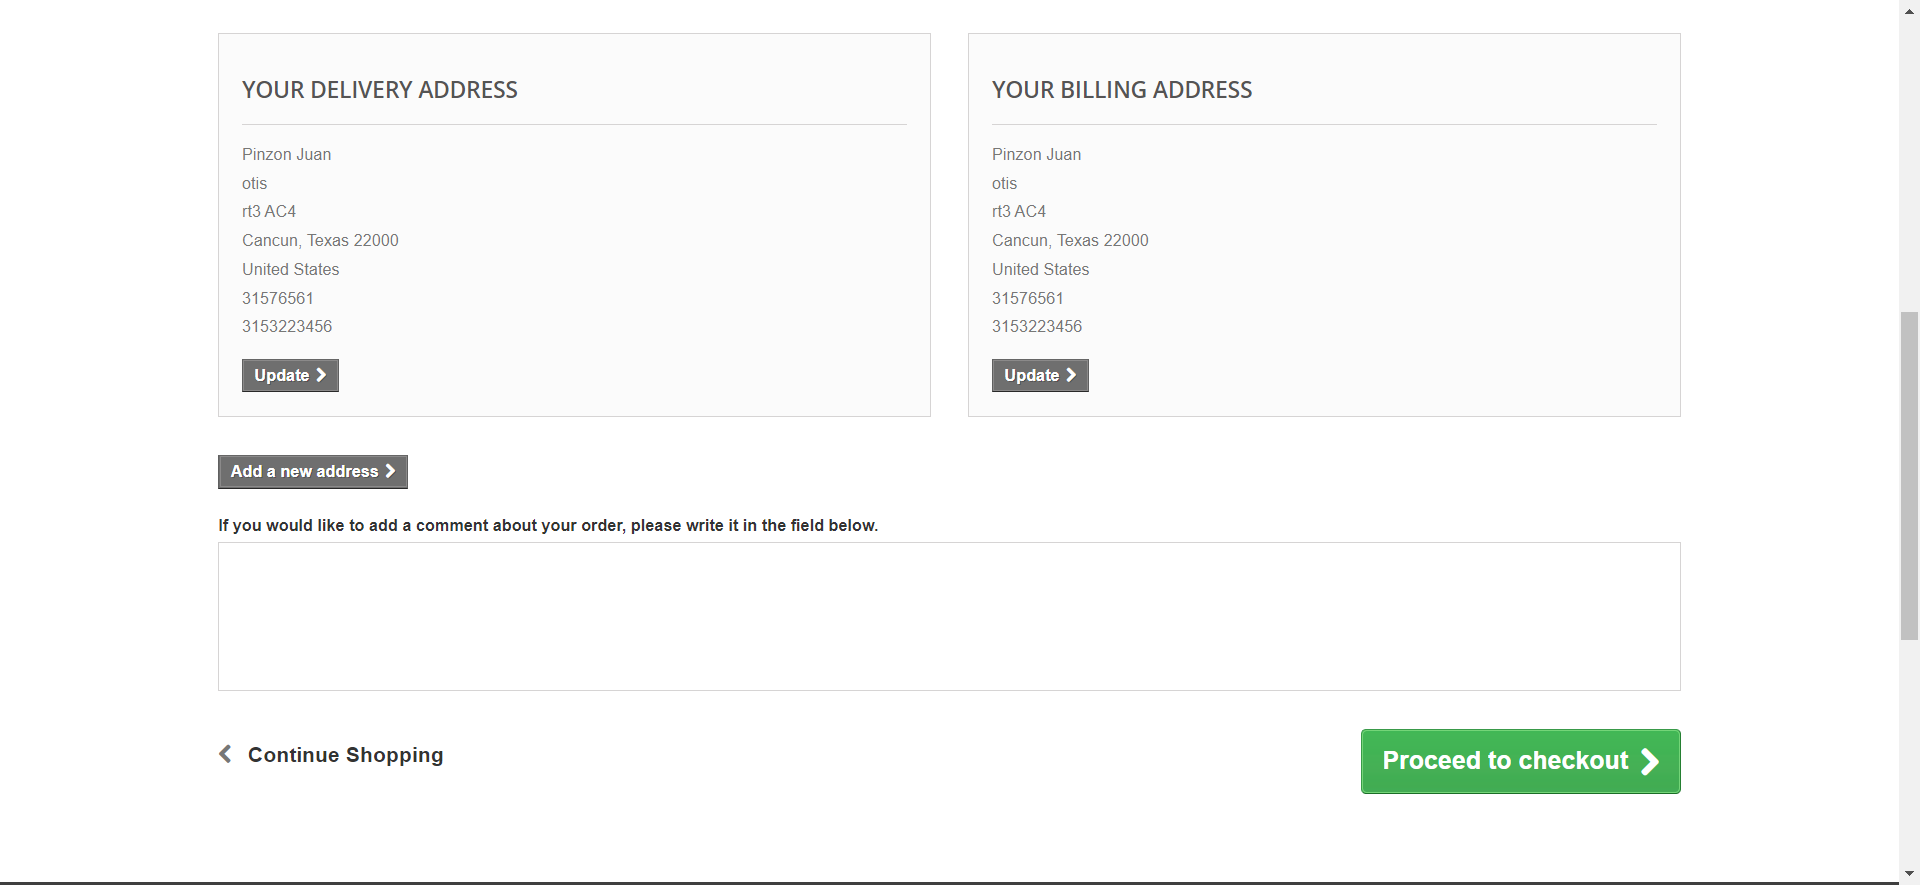 YOUR DELIVERY ADDRESS
Pinzon Juan
otis
rt3 AC4
Cancun, Texas 22000
United States
31576561
3153223456
Update
YOUR BILLING ADDRESS
Pinzon Juan
otis
rt3 AC4
Cancun, Texas 22000
United States
31576561
3153223456
Update
Add a new address
If you would like to add a comment about your order, please write it in the field below.
Continue Shopping
Proceed to checkout